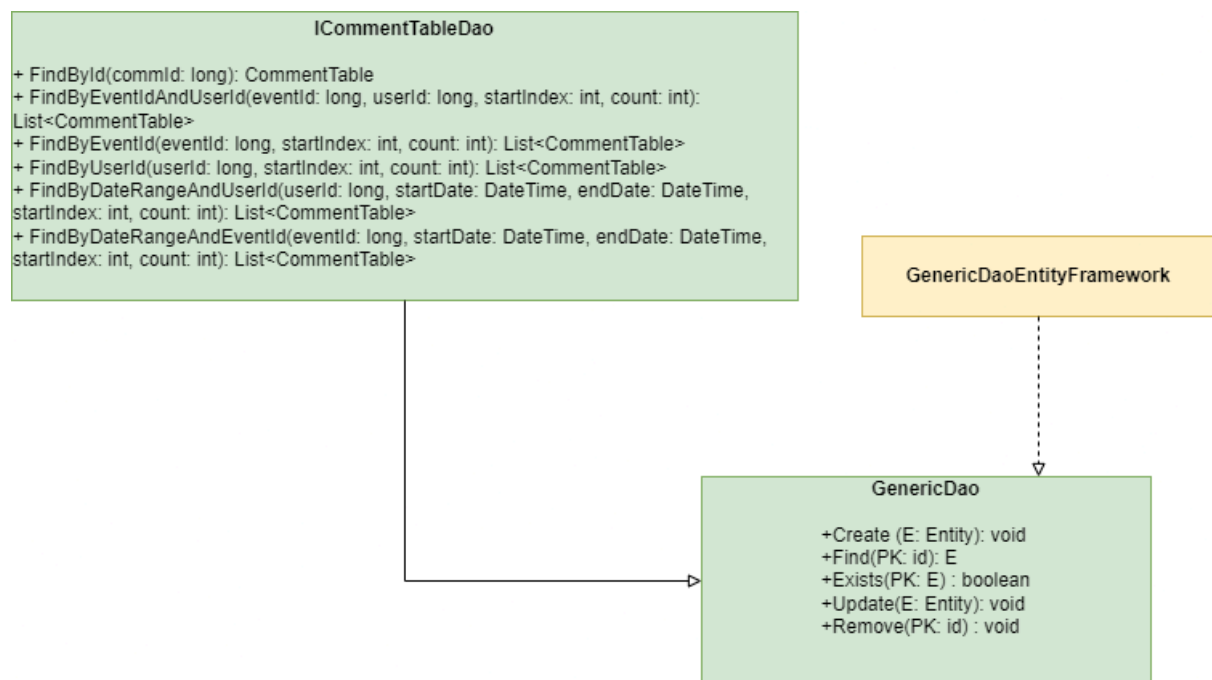 ICommentTableDao
+ FindById(commId: long): CommentTable
+ FindByEventIdAndUserId(eventId: long, userId: long, startIndex: int, count: int):
List<CommentTable>
+ FindByEventId(eventId: long, startIndex: int, count: int): List<CommentTable>
+ FindByUserId(userId: long, startIndex: int, count: int): List<CommentTable>
+ FindByDateRangeAndUserId(userId: long, startDate: DateTime, endDate: DateTime,
startIndex: int, count: int): List<CommentTable>
+ FindByDateRangeAndEventId(eventId: long, startDate: DateTime, endDate: DateTime,
startIndex: int, count: int): List<CommentTable>
GenericDaoEntityFramework
GenericDao
+Create (E: Entity): void
+Find(PK: id): E
+Exists(PK: E) : boolean
+Update(E: Entity): void
+Remove(PK: id) : void